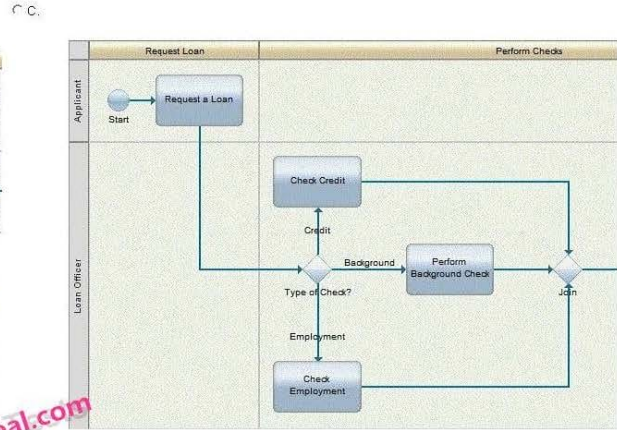 C.
Request Loan
Perform Checks
Applicant
Request a Loan
Start
Loan Officer
Check Credit
Credit
Background
Perform
Background Check
Type of Check?
Join
Employment
Check
Employment
al.com